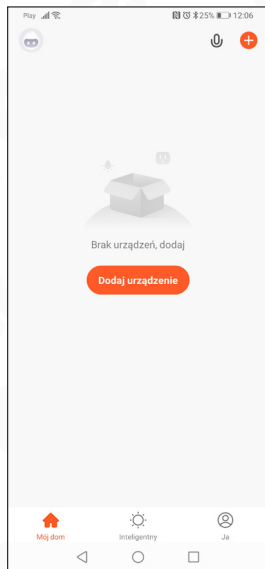 Play 25% 12:06
Brak urządzeń, dodaj
Dodaj urządzenie
Mój dom Inteligentny Ja